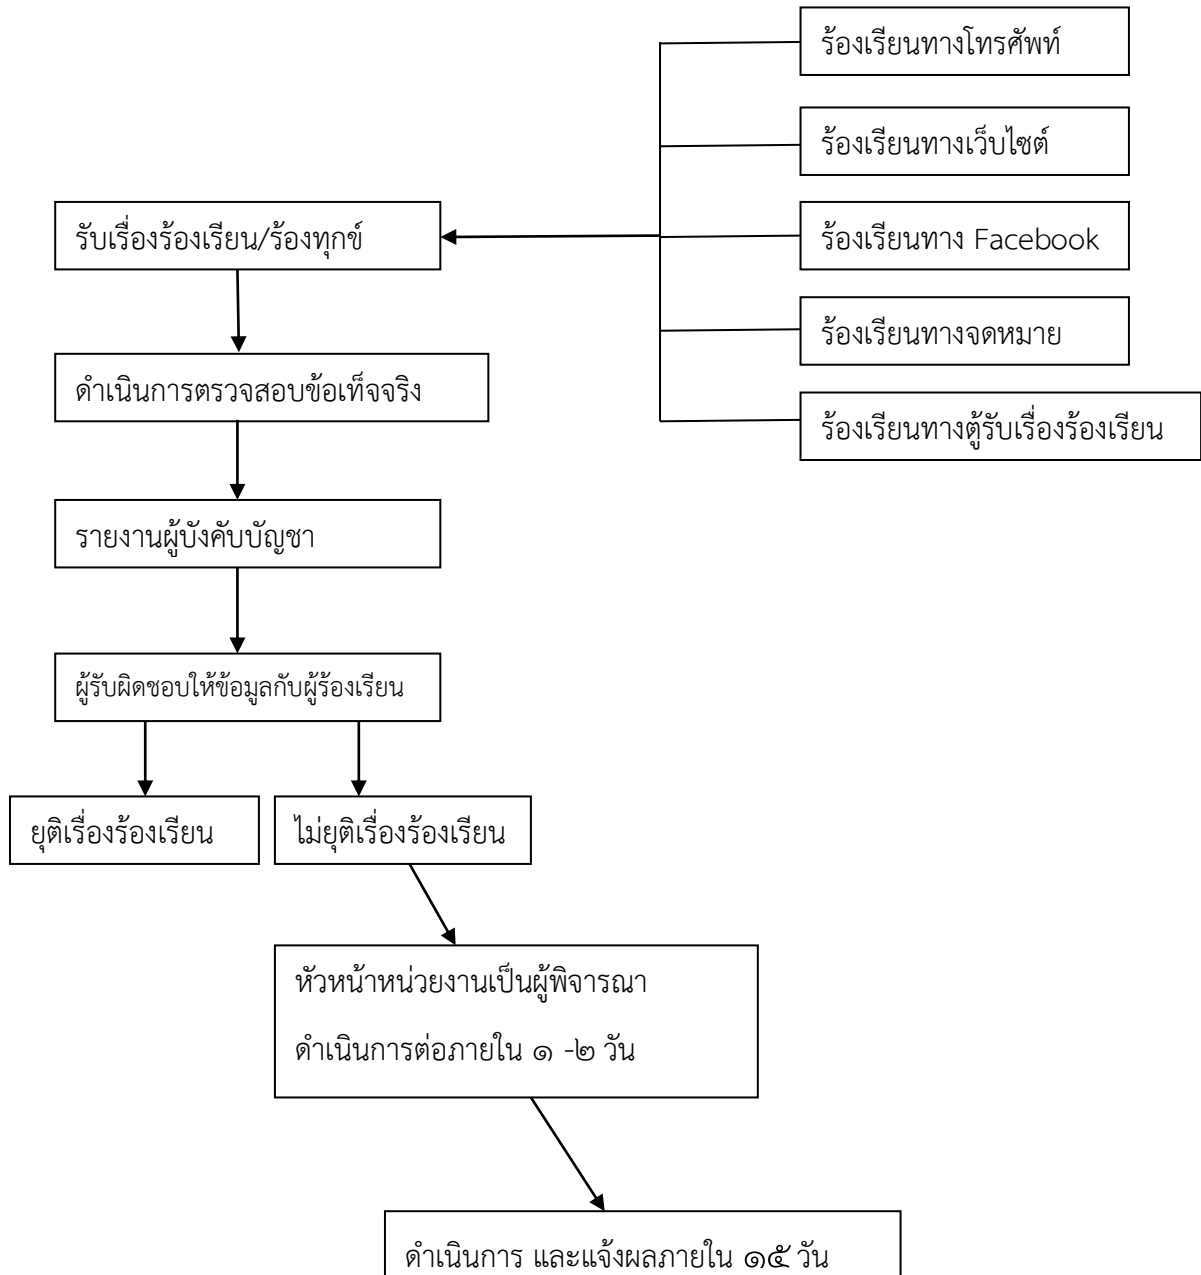 ร้องเรียนทางโทรศัพท์
ร้องเรียนทางเว็บไซต์
ร้องเรียนทาง Facebook
ร้องเรียนทางจดหมาย
ร้องเรียนทางตู้รับเรื่องร้องเรียน
รับเรื่องร้องเรียน/ร้องทุกข์
ดำเนินการตรวจสอบข้อเท็จจริง
รายงานผู้บังคับบัญชา
ผู้รับผิดชอบให้ข้อมูลกับผู้ร้องเรียน
ยุติเรื่องร้องเรียน
ไม่ยุติเรื่องร้องเรียน
หัวหน้าหน่วยงานเป็นผู้พิจารณา
ดำเนินการต่อภายใน ๑ -๒ วัน
ดำเนินการ และแจ้งผลภายใน ๑๕ วัน